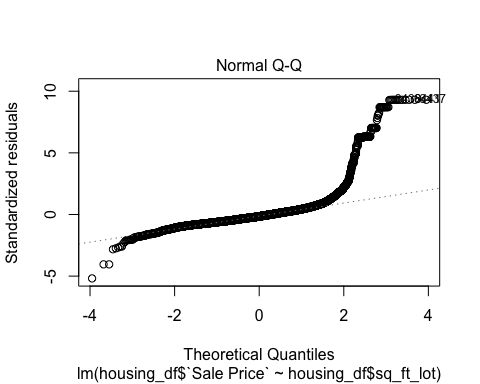 Normal Q-Q
Standardized residuals
10
5
0
-5
-4
-2
0
2
4
Theoretical Quantiles
lm(housing_df$`Sale Price` ~ housing_df$sq_ft_lot)